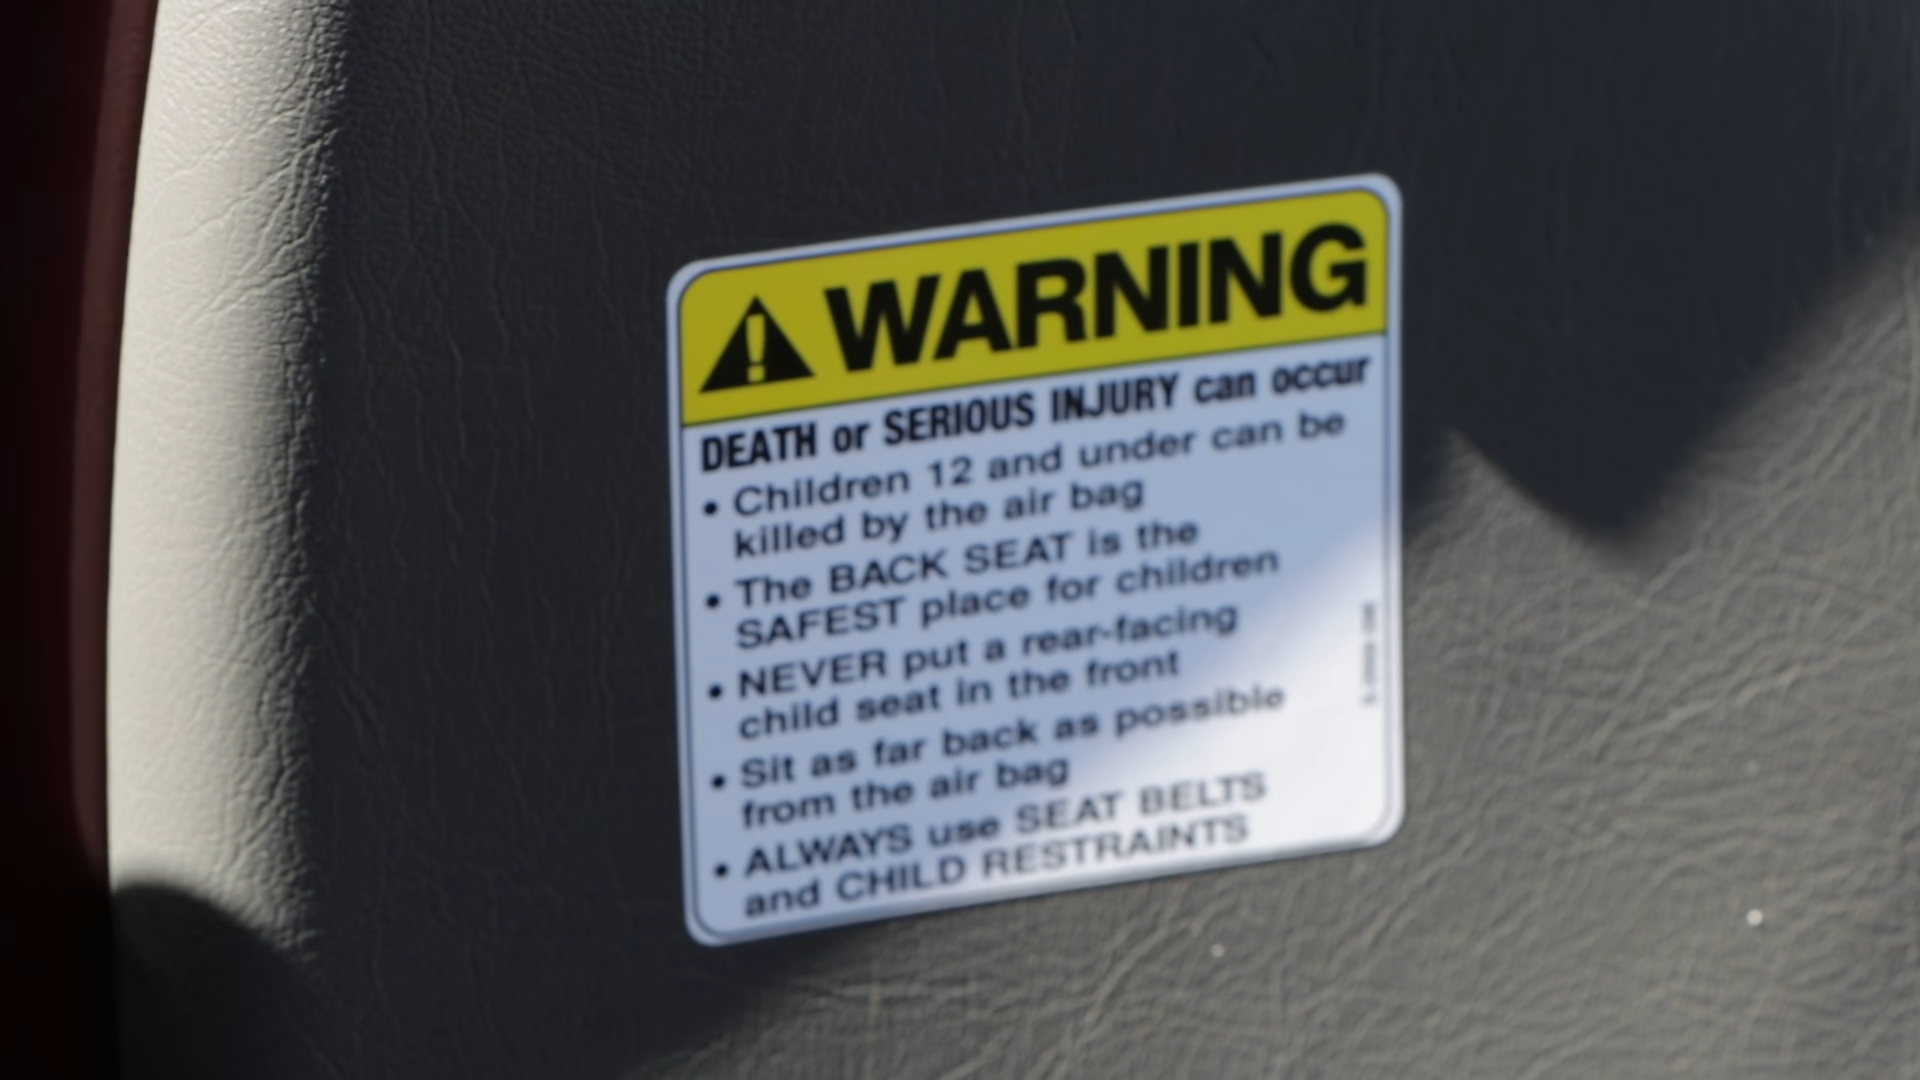 WARNING
DEATH or SERIOUS INJURY can occur
• Children 12 and under can be
killed by the air bag
• The BACK SEAT is the
SAFEST place for children
• NEVER put a rear-facing
child seat in the front
• Sit as far back as possible
from the air bag
• ALWAYS use SEAT BELTS
and CHILD RESTRAINTS